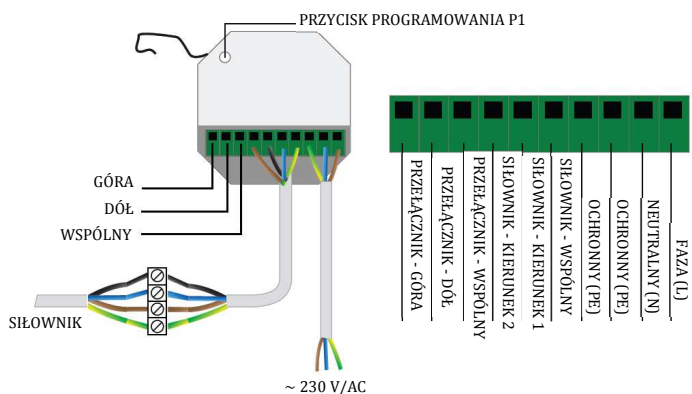 PRZYCISK PROGRAMOWANIA P1
GÓRA
DÓŁ
WSPÓLNY
SIŁOWNIK
~ 230 V/AC
PRZEŁĄCZNIK - GÓRA
PRZEŁĄCZNIK - DÓŁ
PRZEŁĄCZNIK - WSPÓLNY
SIŁOWNIK - KIERUNEK 2
SIŁOWNIK - KIERUNEK 1
SIŁOWNIK - WSPÓLNY
OCHRONNY (PE)
OCHRONNY (PE)
NEUTRALNY (N)
FAZA (L)